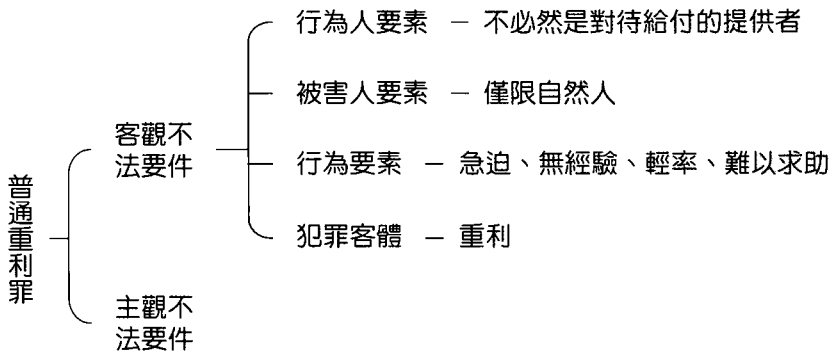 普通重利罪
客觀不
法要件
行為人要素 － 不必然是對待給付的提供者
被害人要素 － 僅限自然人
行為要素 － 急迫、無經驗、輕率、難以求助
犯罪客體 － 重利
主觀不
法要件